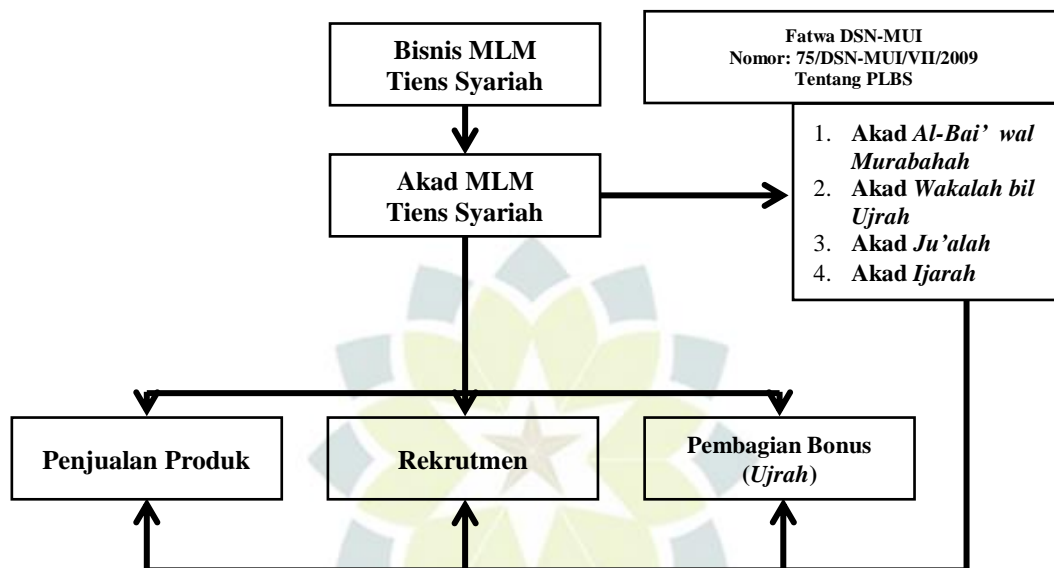 Bisnis MLM
Tiens Syariah
Fatwa DSN-MUI
Nomor: 75/DSN-MUI/VII/2009
Tentang PLBS
Akad MLM
Tiens Syariah
1. Akad Al-Bai’ wal
Murabahah
2. Akad Wakalah bil
Ujrah
3. Akad Ju’alah
4. Akad Ijarah
Penjualan Produk
Rekrutmen
Pembagian Bonus
(Ujrah)